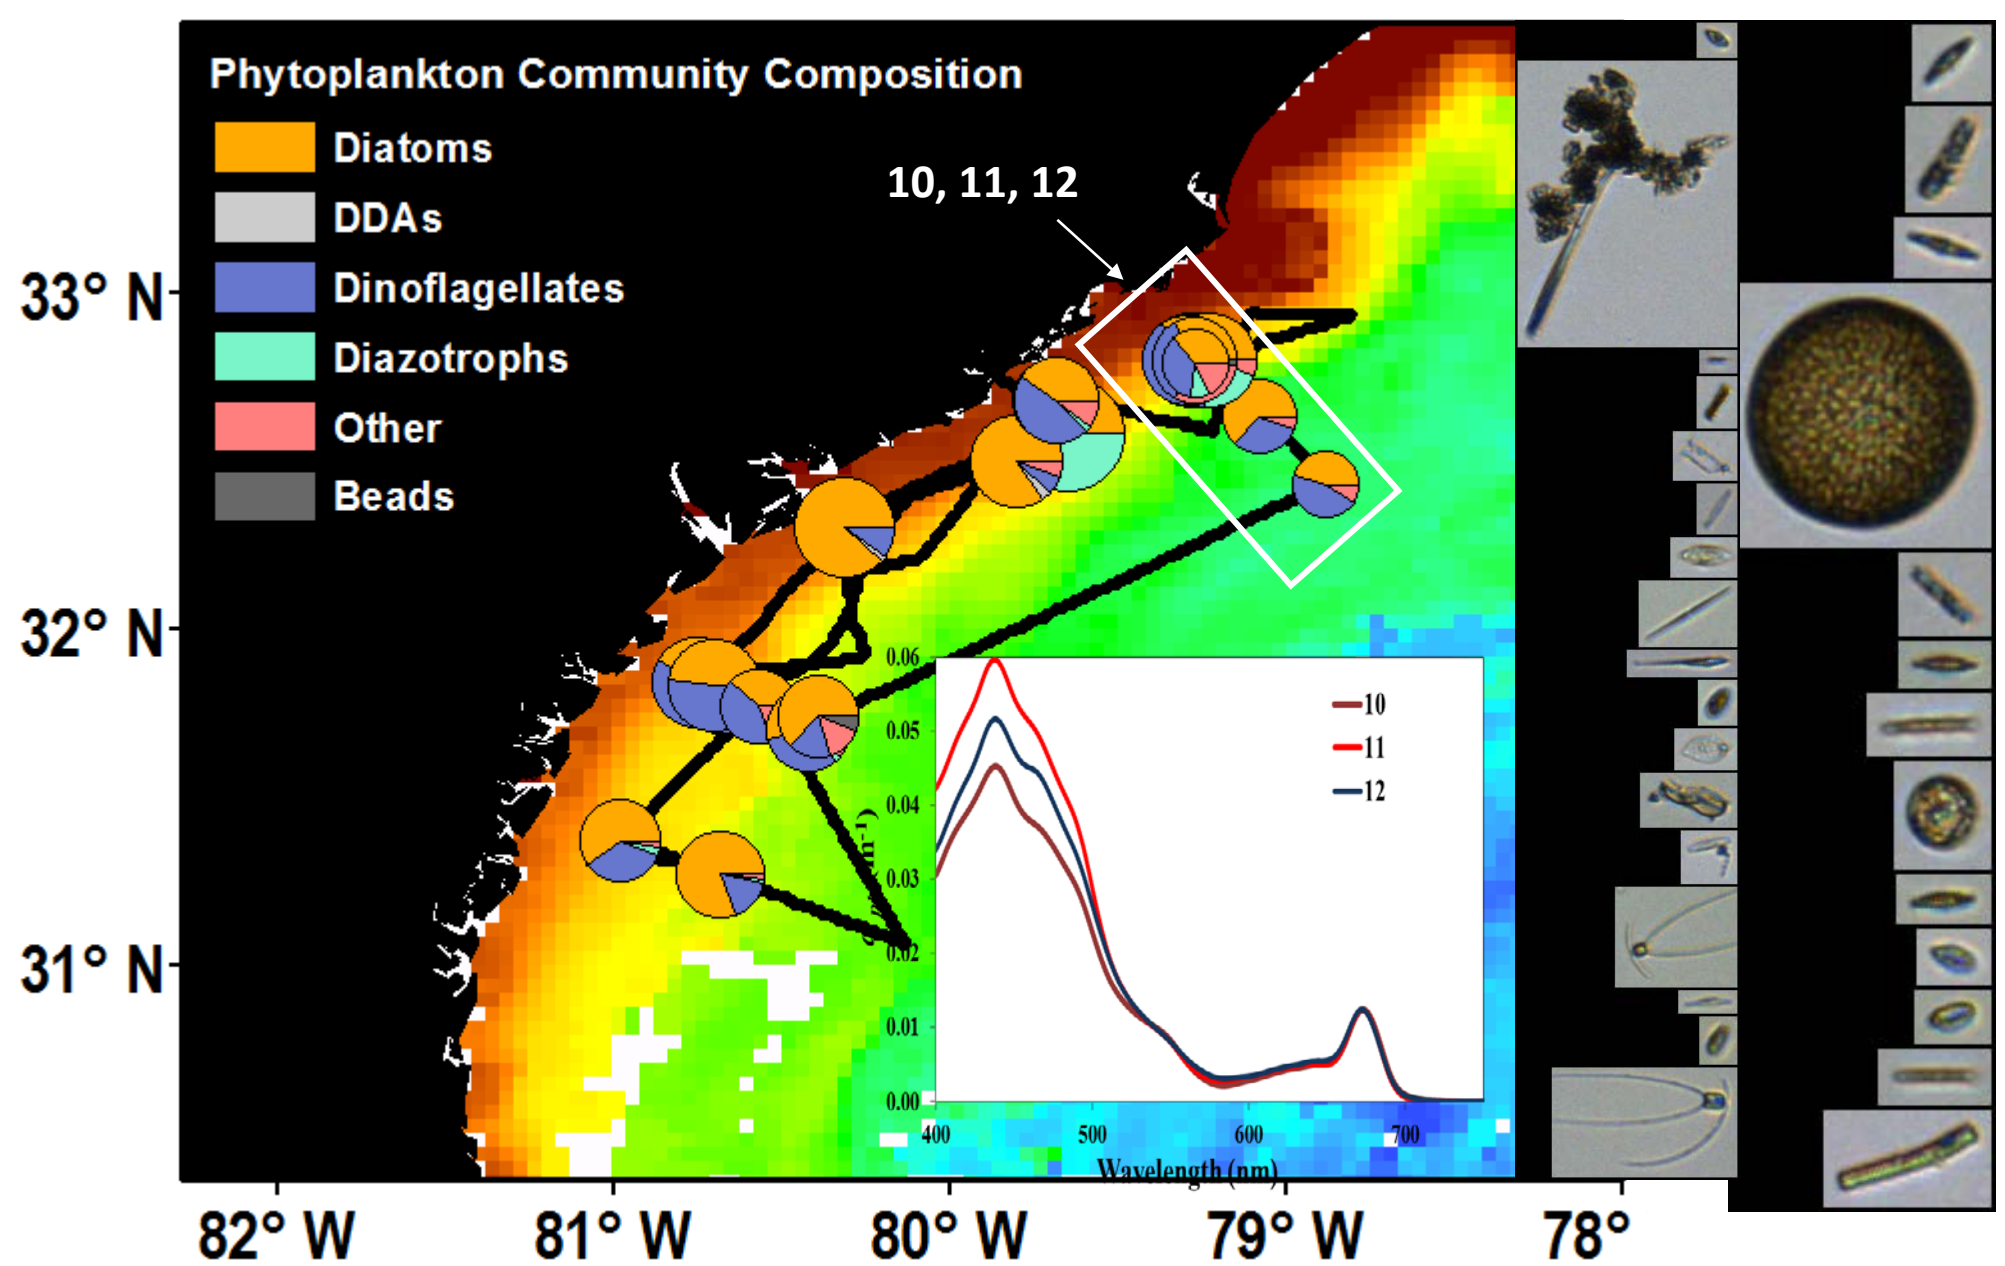 Phytoplankton Community Composition
Diatoms
DDAs
Dinoflagellates
Diazotrophs
Other
Beads
10, 11, 12
33° N
32° N
31° N
82° W
81° W
80° W
79° W
78°
0.06
0.05
0.04
0.03
0.02
0.01
0.00
400
500
600
700
Wavelength (nm)
10
11
12